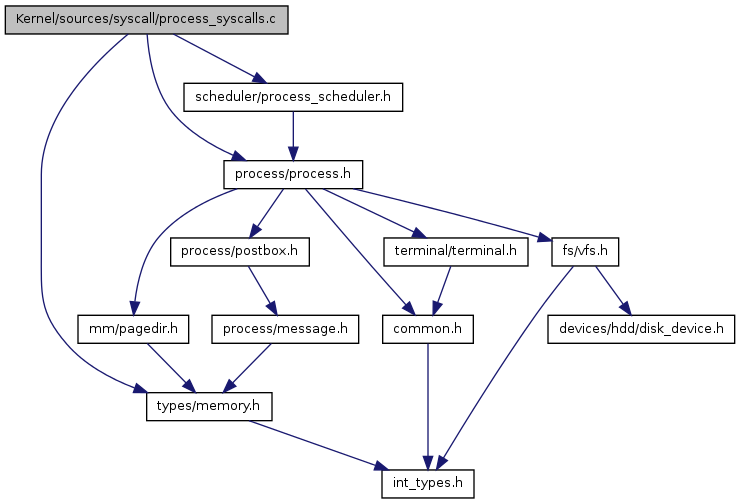 Kernel/sources/syscall/process_syscalls.c
scheduler/process_scheduler.h
process/process.h
process/postbox.h
terminal/terminal.h
fs/vfs.h
mm/pagedir.h
process/message.h
common.h
devices/hdd/disk_device.h
types/memory.h
int_types.h